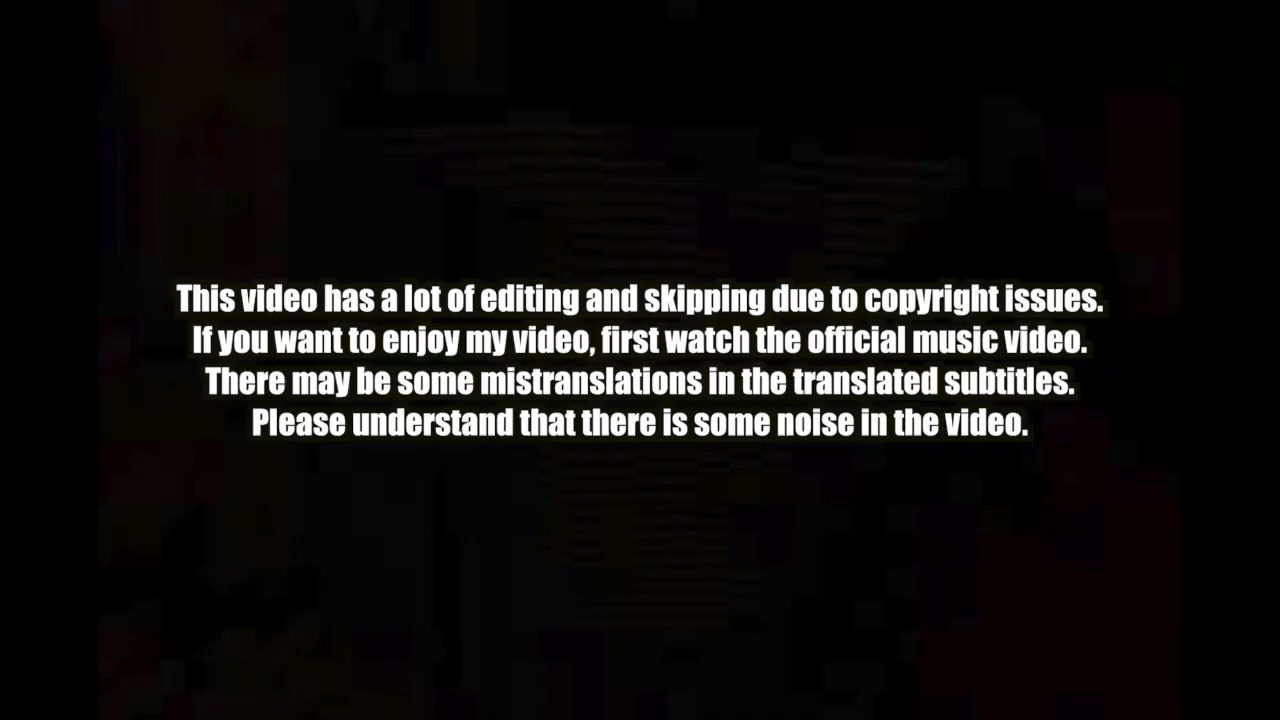 This video has a lot of editing and skipping due to copyright issues.
If you want to enjoy my video, first watch the official music video.
There may be some mistranslations in the translated subtitles.
Please understand that there is some noise in the video.